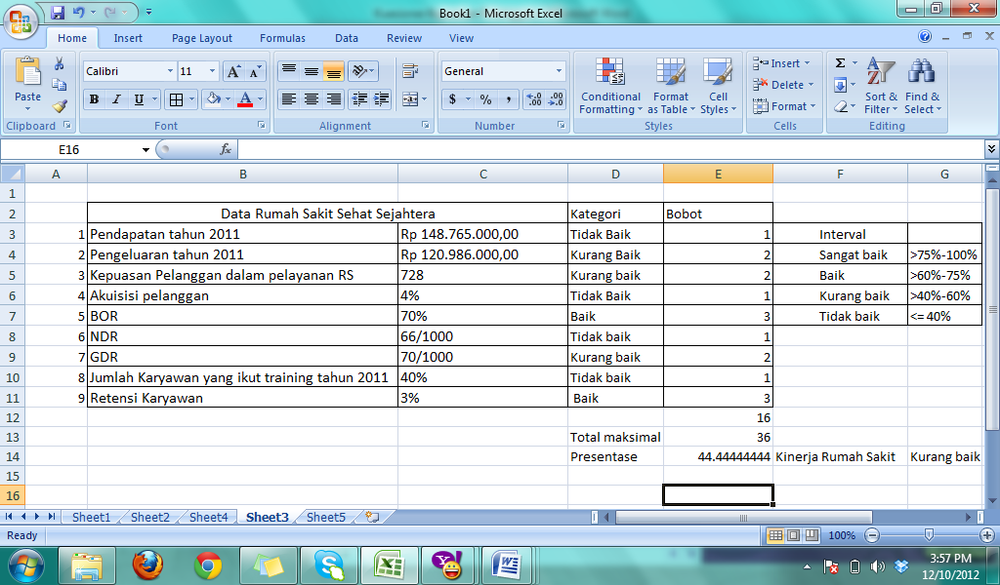 Book1 - Microsoft Excel
Home Insert Page Layout Formulas Data Review View
Calibri 11 General Insert Σ
Paste B I U A $ % , Conditional Formatting Format as Table Cell Styles Delete Format Sort & Filter Find & Select
Clipboard Font Alignment Number Styles Cells Editing
E16 fx
A B C D E F G
1
2 Data Rumah Sakit Sehat Sejahtera Kategori Bobot
3 1 Pendapatan tahun 2011 Rp 148.765.000,00 Tidak Baik 1 Interval
4 2 Pengeluaran tahun 2011 Rp 120.986.000,00 Kurang Baik 2 Sangat baik >75%-100%
5 3 Kepuasan Pelanggan dalam pelayanan RS 728 Kurang baik 2 Baik >60%-75%
6 4 Akuisisi pelanggan 4% Tidak Baik 1 Kurang baik >40%-60%
7 5 BOR 70% Baik 3 Tidak baik <= 40%
8 6 NDR 66/1000 Tidak baik 1
9 7 GDR 70/1000 Kurang baik 2
10 8 Jumlah Karyawan yang ikut training tahun 2011 40% Tidak baik 1
11 9 Retensi Karyawan 3% Baik 3
12 16
13 Total maksimal 36
14 Presentase 44.44444444 Kinerja Rumah Sakit Kurang baik
15
16
Sheet1 Sheet2 Sheet4 Sheet3 Sheet5
Ready 100%
3:57 PM
12/10/2012